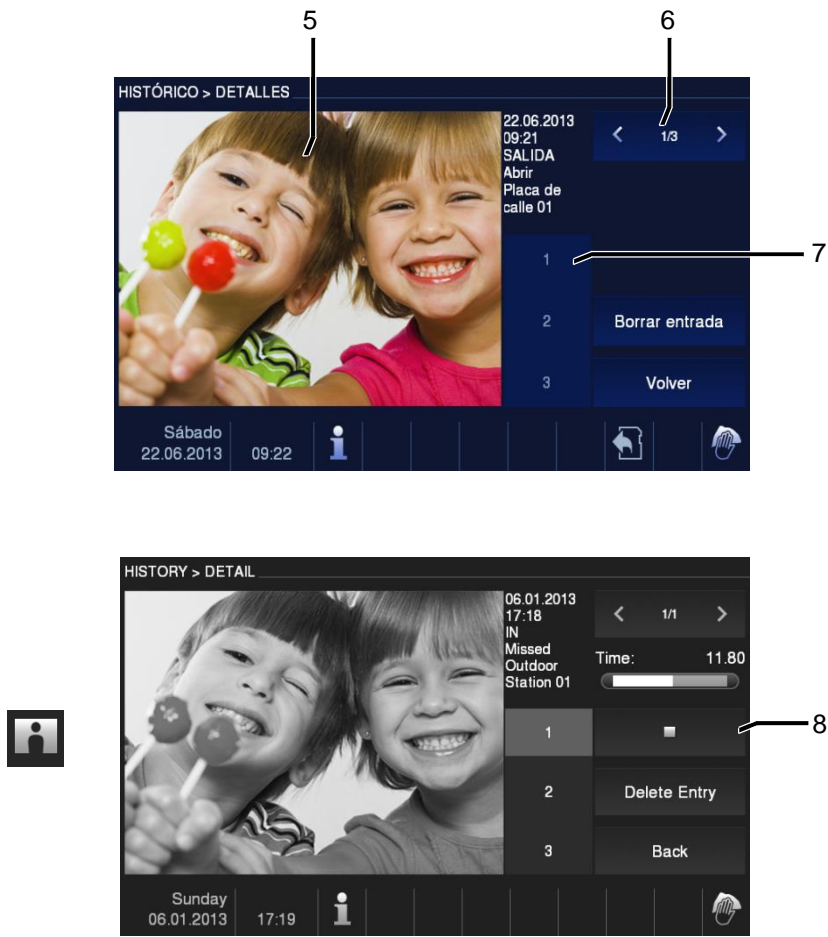 5
6
HISTÓRICO > DETALLES
22.06.2013
09:21
SALIDA
Abrir
Placa de
calle 01
1/3
7
1
2
3
Borrar entrada
Volver
Sábado
22.06.2013
09:22
HISTORY > DETAIL
06.01.2013
17:18
IN
Missed
Outdoor
Station 01
1/1
Time: 11.80
8
1
2
3
Delete Entry
Back
Sunday
06.01.2013
17:19